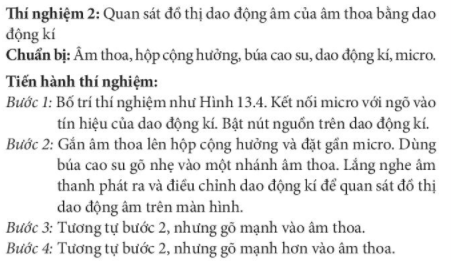 Thí nghiệm 2: Quan sát đồ thị dao động âm của âm thoa bằng dao
động kí
Chuẩn bị: Âm thoa, hộp cộng hưởng, búa cao su, dao động kí, micro.
Tiến hành thí nghiệm:
Bước 1: Bố trí thí nghiệm như Hình 13.4. Kết nối micro với ngõ vào
tín hiệu của dao động kí. Bật nút nguồn trên dao động kí.
Bước 2: Gắn âm thoa lên hộp cộng hưởng và đặt gần micro. Dùng
búa cao su gõ nhẹ vào một nhánh âm thoa. Lắng nghe âm
thanh phát ra và điều chỉnh dao động kí để quan sát đồ thị
dao động âm trên màn hình.
Bước 3: Tương tự bước 2, nhưng gõ mạnh vào âm thoa.
Bước 4: Tương tự bước 2, nhưng gõ mạnh hơn vào âm thoa.